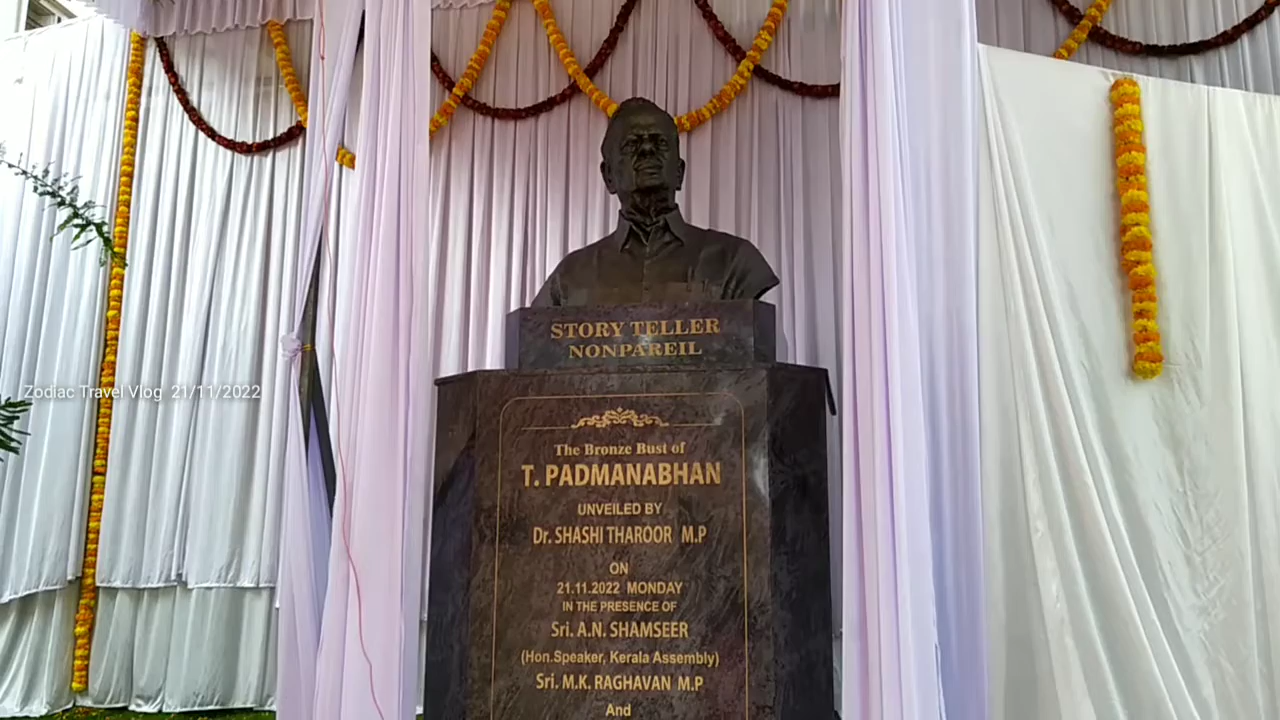 STORY TELLER
NONPAREIL
The Bronze Bust of
T. PADMANABHAN
UNVEILED BY
Dr. SHASHI THAROOR M.P
ON
21.11.2022 MONDAY
IN THE PRESENCE OF
Sri. A.N. SHAMSEER
(Hon.Speaker, Kerala Assembly)
Sri. M.K. RAGHAVAN M.P
And
Zodiac Travel Vlog 21/11/2022